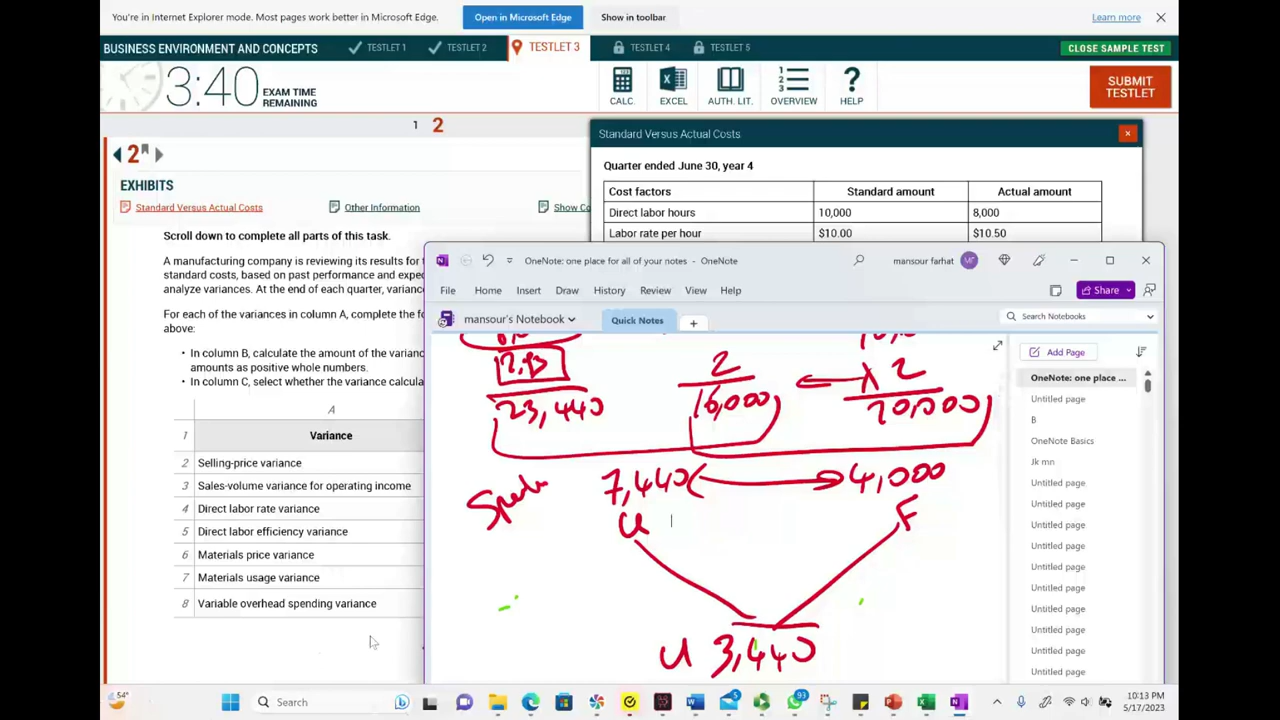 You're in Internet Explorer mode. Most pages work better in Microsoft Edge.
Open in Microsoft Edge
Show in toolbar
Learn more
BUSINESS ENVIRONMENT AND CONCEPTS
TESTLET 1
TESTLET 2
TESTLET 3
TESTLET 4
TESTLET 5
CLOSE SAMPLE TEST
3:40
EXAM TIME
REMAINING
CALC.
EXCEL
AUTH. LIT.
OVERVIEW
HELP
SUBMIT
TESTLET
1 2
2
EXHIBITS
Standard Versus Actual Costs
Other Information
Show Co
Scroll down to complete all parts of this task.
A manufacturing company is reviewing its results for
standard costs, based on past performance and expe
analyze variances. At the end of each quarter, varianc
For each of the variances in column A, complete the fo
above:
• In column B, calculate the amount of the varianc
amounts as positive whole numbers.
• In column C, select whether the variance calcula
A
1 Variance
2 Selling-price variance
3 Sales-volume variance for operating income
4 Direct labor rate variance
5 Direct labor efficiency variance
6 Materials price variance
7 Materials usage variance
8 Variable overhead spending variance
Standard Versus Actual Costs
Quarter ended June 30, year 4
Cost factors Standard amount Actual amount
Direct labor hours 10,000 8,000
Labor rate per hour $10.00 $10.50
OneNote: one place for all of your notes - OneNote
mansour farhat
MF
File Home Insert Draw History Review View Help
Share
mansour's Notebook
Quick Notes
Search Notebooks
2.93
2
X 2
23,440
16,000
20,000
7,440
4,000
U
F
U 3,440
Add Page
OneNote: one place ...
Untitled page
B
OneNote Basics
Jk mn
Untitled page
Untitled page
Untitled page
Untitled page
Untitled page
Untitled page
Untitled page
Untitled page
Untitled page
Untitled page
54°
Search
5
93
10:13 PM
5/17/2023